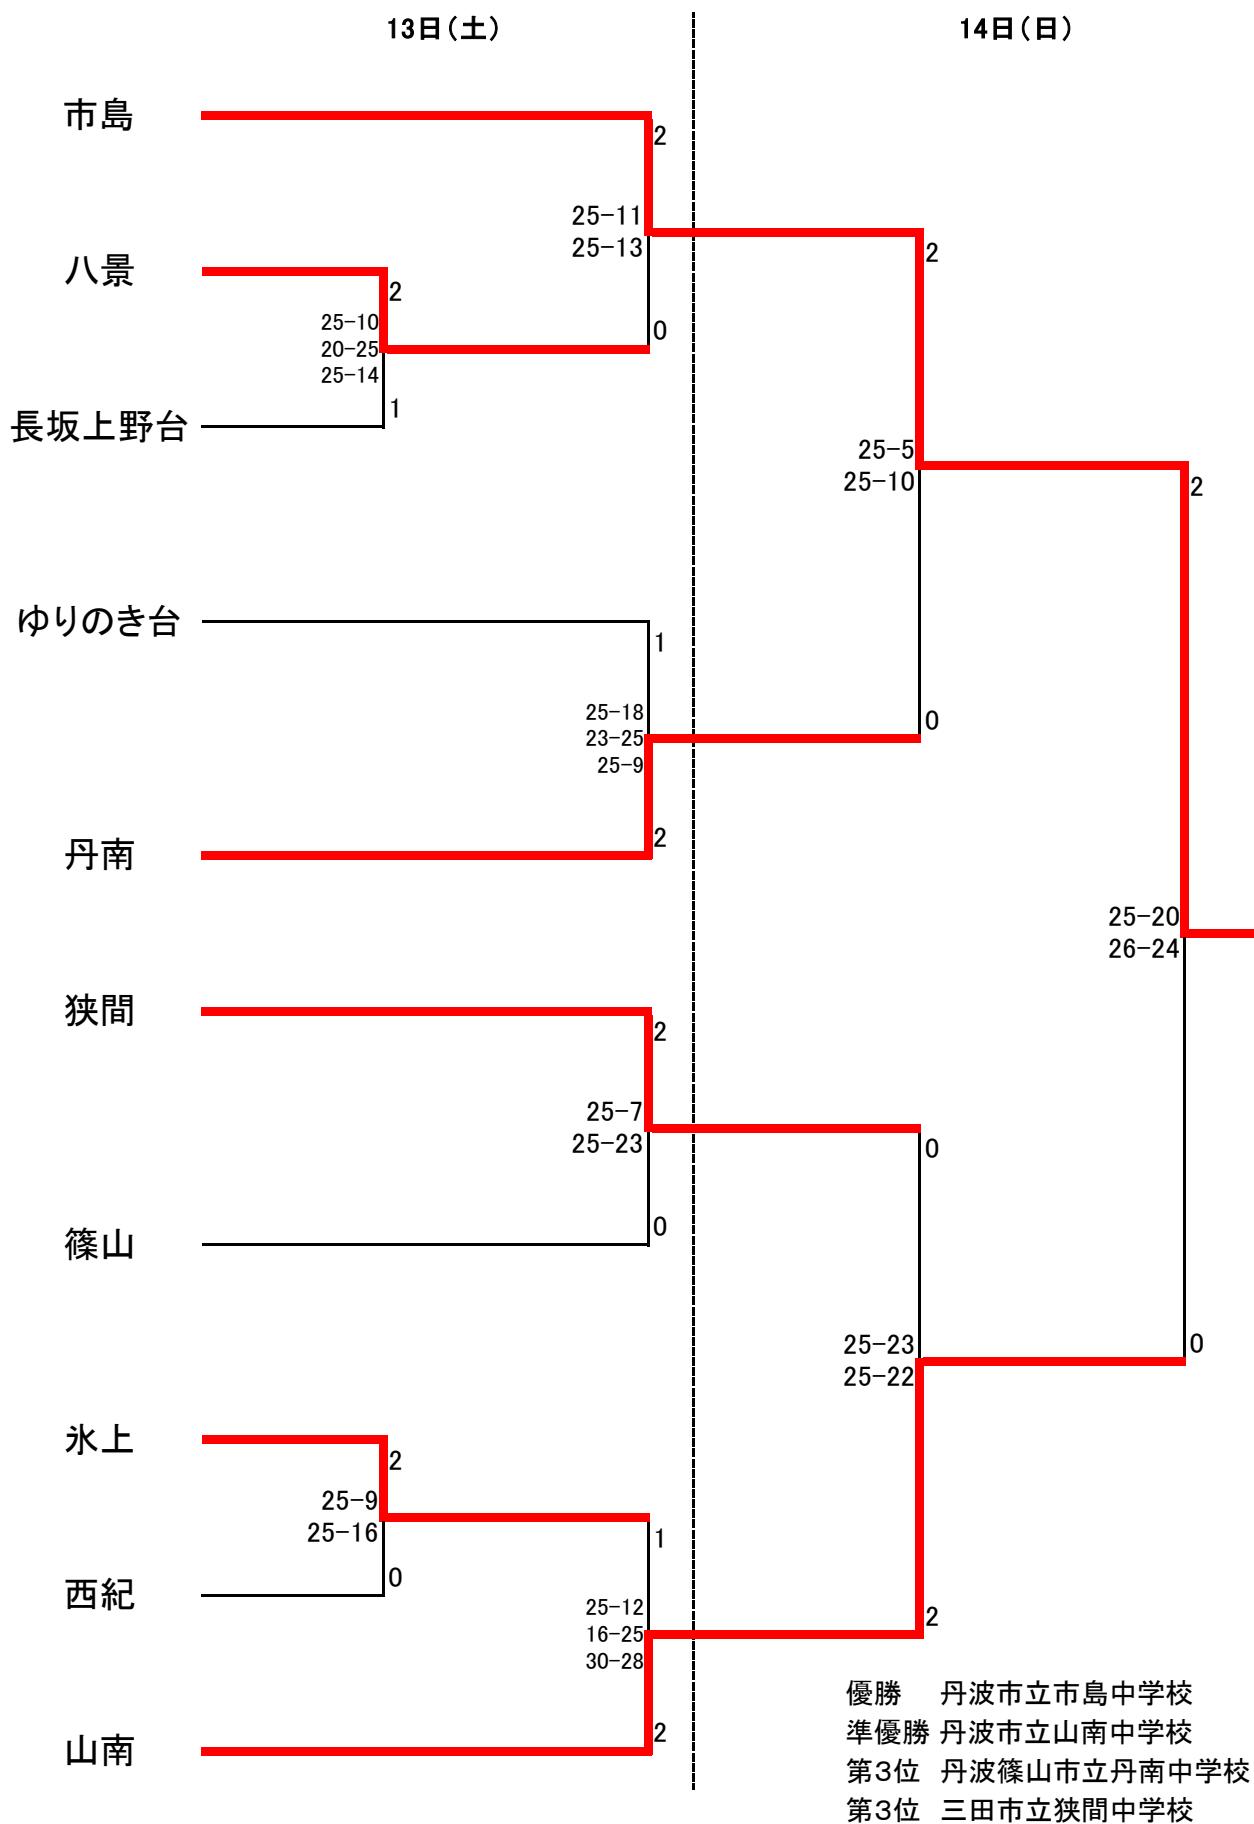 13日(土)
14日(日)
市島
2
25-11
25-13
2
八景
2
25-10
20-25
25-14
0
1
長坂上野台
25-5
25-10
2
ゆりのき台
1
25-18
23-25
25-9
0
2
丹南
25-20
26-24
狭間
2
25-7
25-23
0
0
篠山
25-23
25-22
0
氷上
2
25-9
25-16
1
0
西紀
25-12
16-25
30-28
2
2
山南
優勝 丹波市立市島中学校
準優勝 丹波市立山南中学校
第3位 丹波篠山市立丹南中学校
第3位 三田市立狭間中学校